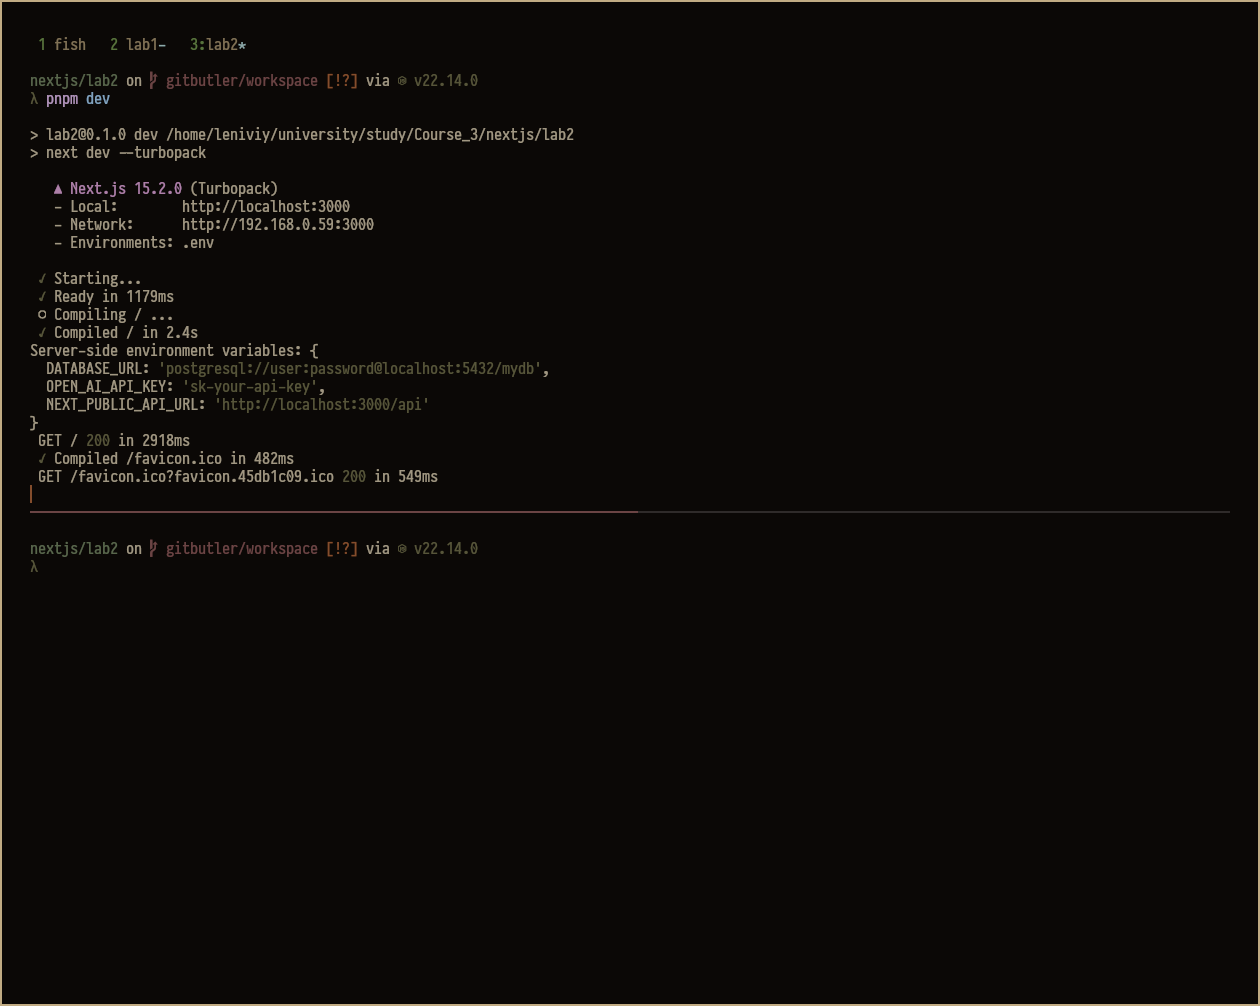 1 fish 2 lab1- 3:lab2*
nextjs/lab2 on gitbutler/workspace [!?] via v22.14.0
λ pnpm dev
> lab2@0.1.0 dev /home/leniviy/university/study/Course_3/nextjs/lab2
> next dev --turbopack
▲ Next.js 15.2.0 (Turbopack)
- Local: http://localhost:3000
- Network: http://192.168.0.59:3000
- Environments: .env
✓ Starting...
✓ Ready in 1179ms
○ Compiling / ...
✓ Compiled / in 2.4s
Server-side environment variables: {
DATABASE_URL: 'postgresql://user:password@localhost:5432/mydb',
OPEN_AI_API_KEY: 'sk-your-api-key',
NEXT_PUBLIC_API_URL: 'http://localhost:3000/api'
}
GET / 200 in 2918ms
✓ Compiled /favicon.ico in 482ms
GET /favicon.ico?favicon.45db1c09.ico 200 in 549ms
nextjs/lab2 on gitbutler/workspace [!?] via v22.14.0
λ